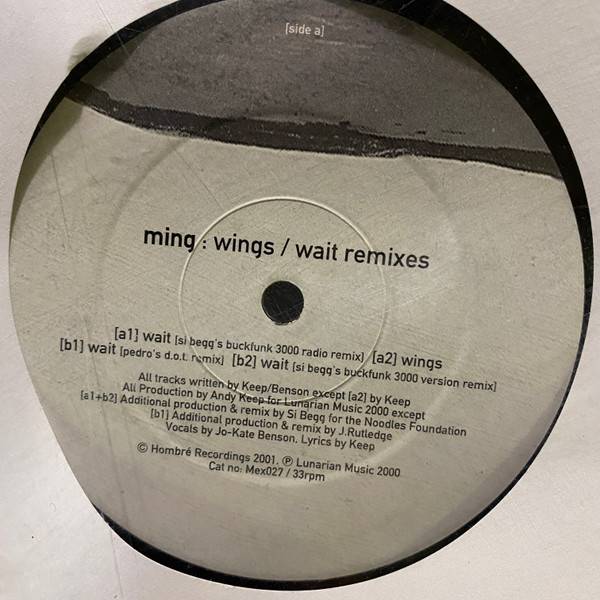 [side a]
ming : wings / wait remixes
[a1] wait [si begg's buckfunk 3000 radio remix] [a2] wings
[b1] wait [pedro's d.o.t. remix] [b2] wait [si begg's buckfunk 3000 version remix]
All tracks written by Keep/Benson except [a2] by Keep
All Production by Andy Keep for Lunarian Music 2000 except
[a1+b2] Additional production & remix by Si Begg for the Noodles Foundation
[b1] Additional production & remix by J.Rutledge
Vocals by Jo-Kate Benson, Lyrics by Keep
© Hombré Recordings 2001, ℗ Lunarian Music 2000
Cat no: Mex027 / 33rpm